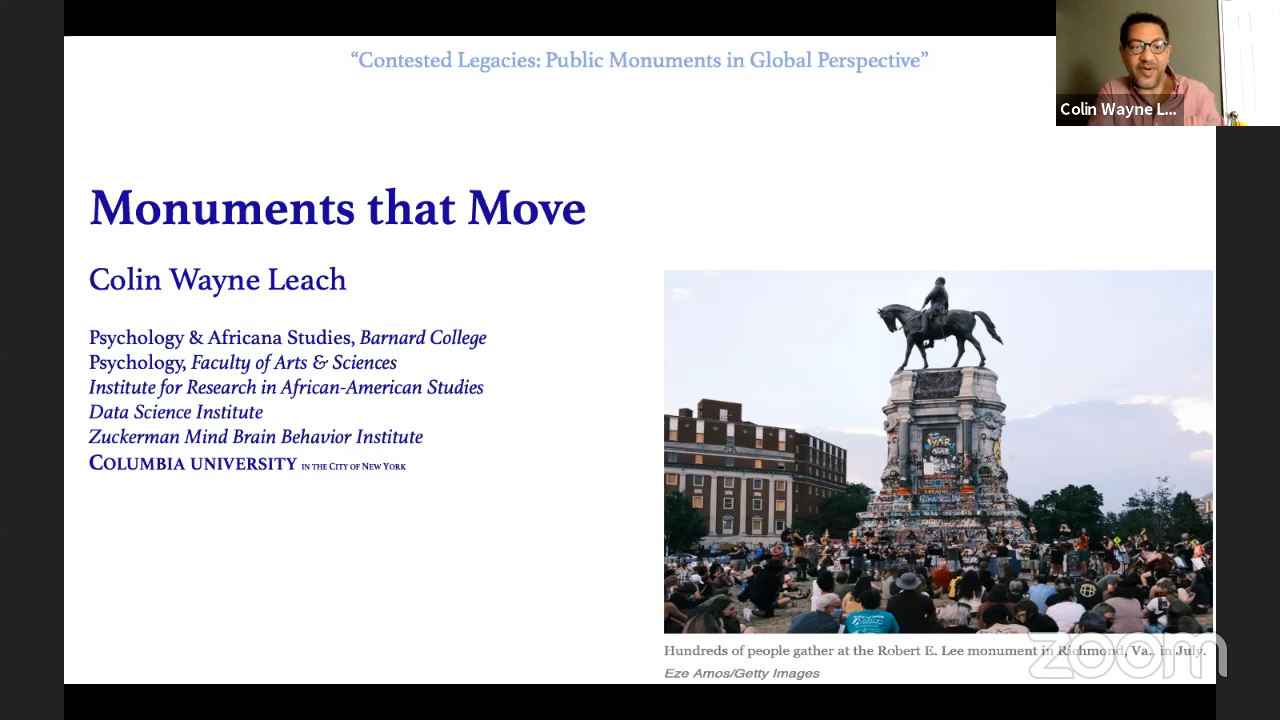 “Contested Legacies: Public Monuments in Global Perspective”
Colin Wayne L...
Monuments that Move
Colin Wayne Leach
Psychology & Africana Studies, Barnard College
Psychology, Faculty of Arts & Sciences
Institute for Research in African-American Studies
Data Science Institute
Zuckerman Mind Brain Behavior Institute
COLUMBIA UNIVERSITY IN THE CITY OF NEW YORK
Hundreds of people gather at the Robert E. Lee monument in Richmond, Va., in July.
Eze Amos/Getty Images
zoom